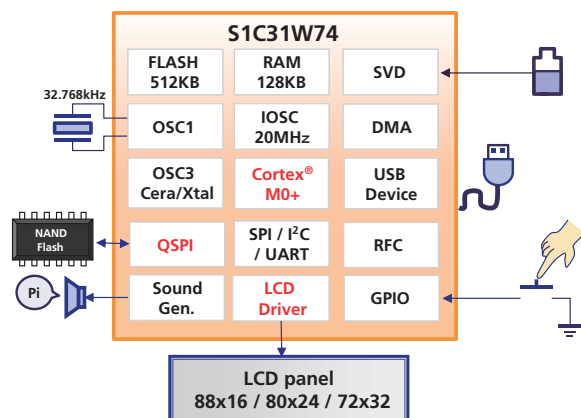 S1C31W74
FLASH
512KB
RAM
128KB
SVD
32.768kHz
OSC1
IOSC
20MHz
DMA
OSC3
Cera/Xtal
Cortex®
M0+
USB
Device
NAND
Flash
QSPI
SPI / I²C
/ UART
RFC
Pi
Sound
Gen.
LCD
Driver
GPIO
LCD panel
88x16 / 80x24 / 72x32